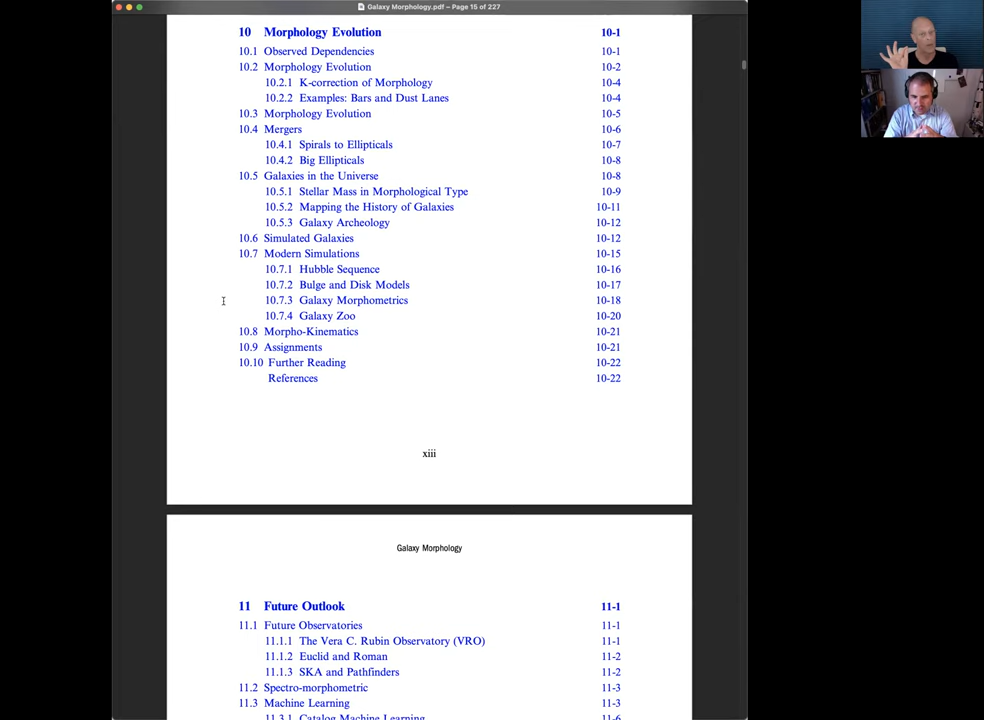 Galaxy Morphology.pdf – Page 15 of 227
10 Morphology Evolution 10-1
10.1 Observed Dependencies 10-1
10.2 Morphology Evolution 10-2
10.2.1 K-correction of Morphology 10-4
10.2.2 Examples: Bars and Dust Lanes 10-4
10.3 Morphology Evolution 10-5
10.4 Mergers 10-6
10.4.1 Spirals to Ellipticals 10-7
10.4.2 Big Ellipticals 10-8
10.5 Galaxies in the Universe 10-8
10.5.1 Stellar Mass in Morphological Type 10-9
10.5.2 Mapping the History of Galaxies 10-11
10.5.3 Galaxy Archeology 10-12
10.6 Simulated Galaxies 10-12
10.7 Modern Simulations 10-15
10.7.1 Hubble Sequence 10-16
10.7.2 Bulge and Disk Models 10-17
10.7.3 Galaxy Morphometrics 10-18
10.7.4 Galaxy Zoo 10-20
10.8 Morpho-Kinematics 10-21
10.9 Assignments 10-21
10.10 Further Reading 10-22
References 10-22
xiii
Galaxy Morphology
11 Future Outlook 11-1
11.1 Future Observatories 11-1
11.1.1 The Vera C. Rubin Observatory (VRO) 11-1
11.1.2 Euclid and Roman 11-2
11.1.3 SKA and Pathfinders 11-2
11.2 Spectro-morphometric 11-3
11.3 Machine Learning 11-3
11.3.1 Catalog Machine Learning 11-6